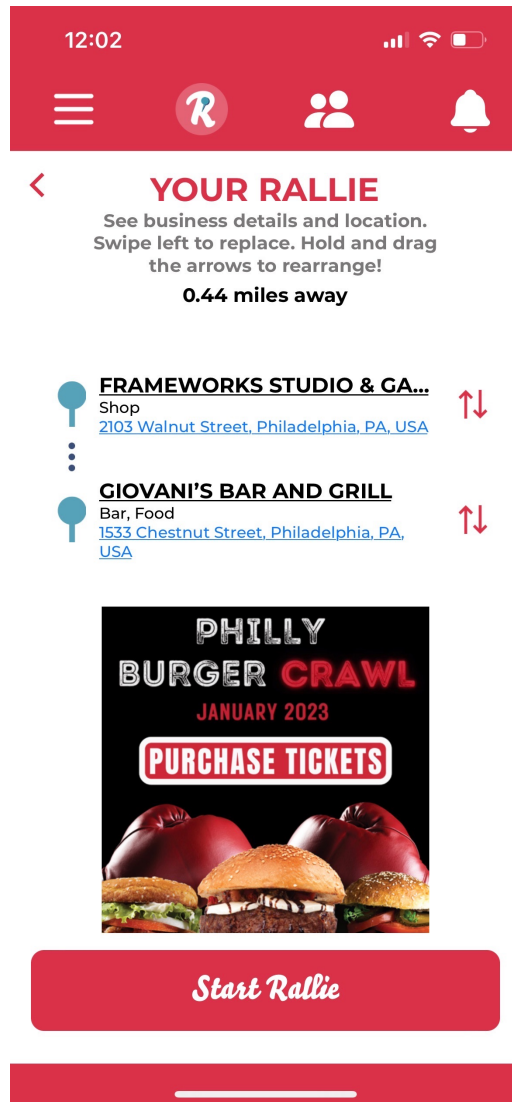 12:02
R
YOUR RALLIE
See business details and location.
Swipe left to replace. Hold and drag
the arrows to rearrange!
0.44 miles away
FRAMEWORKS STUDIO & GA...
Shop
2103 Walnut Street, Philadelphia, PA, USA
GIOVANI'S BAR AND GRILL
Bar, Food
1533 Chestnut Street, Philadelphia, PA,
USA
PHILLY
BURGER CRAWL
JANUARY 2023
PURCHASE TICKETS
Start Rallie